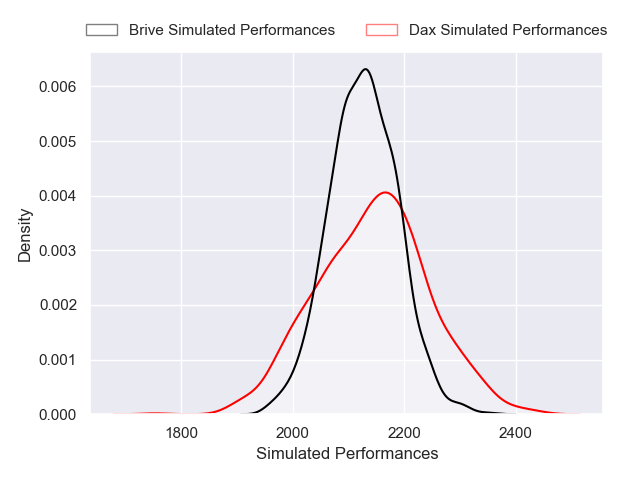 Brive Simulated Performances
Dax Simulated Performances
0.006
0.005
0.004
0.003
0.002
0.001
0.000
Density
1800
2000
2200
2400
Simulated Performances